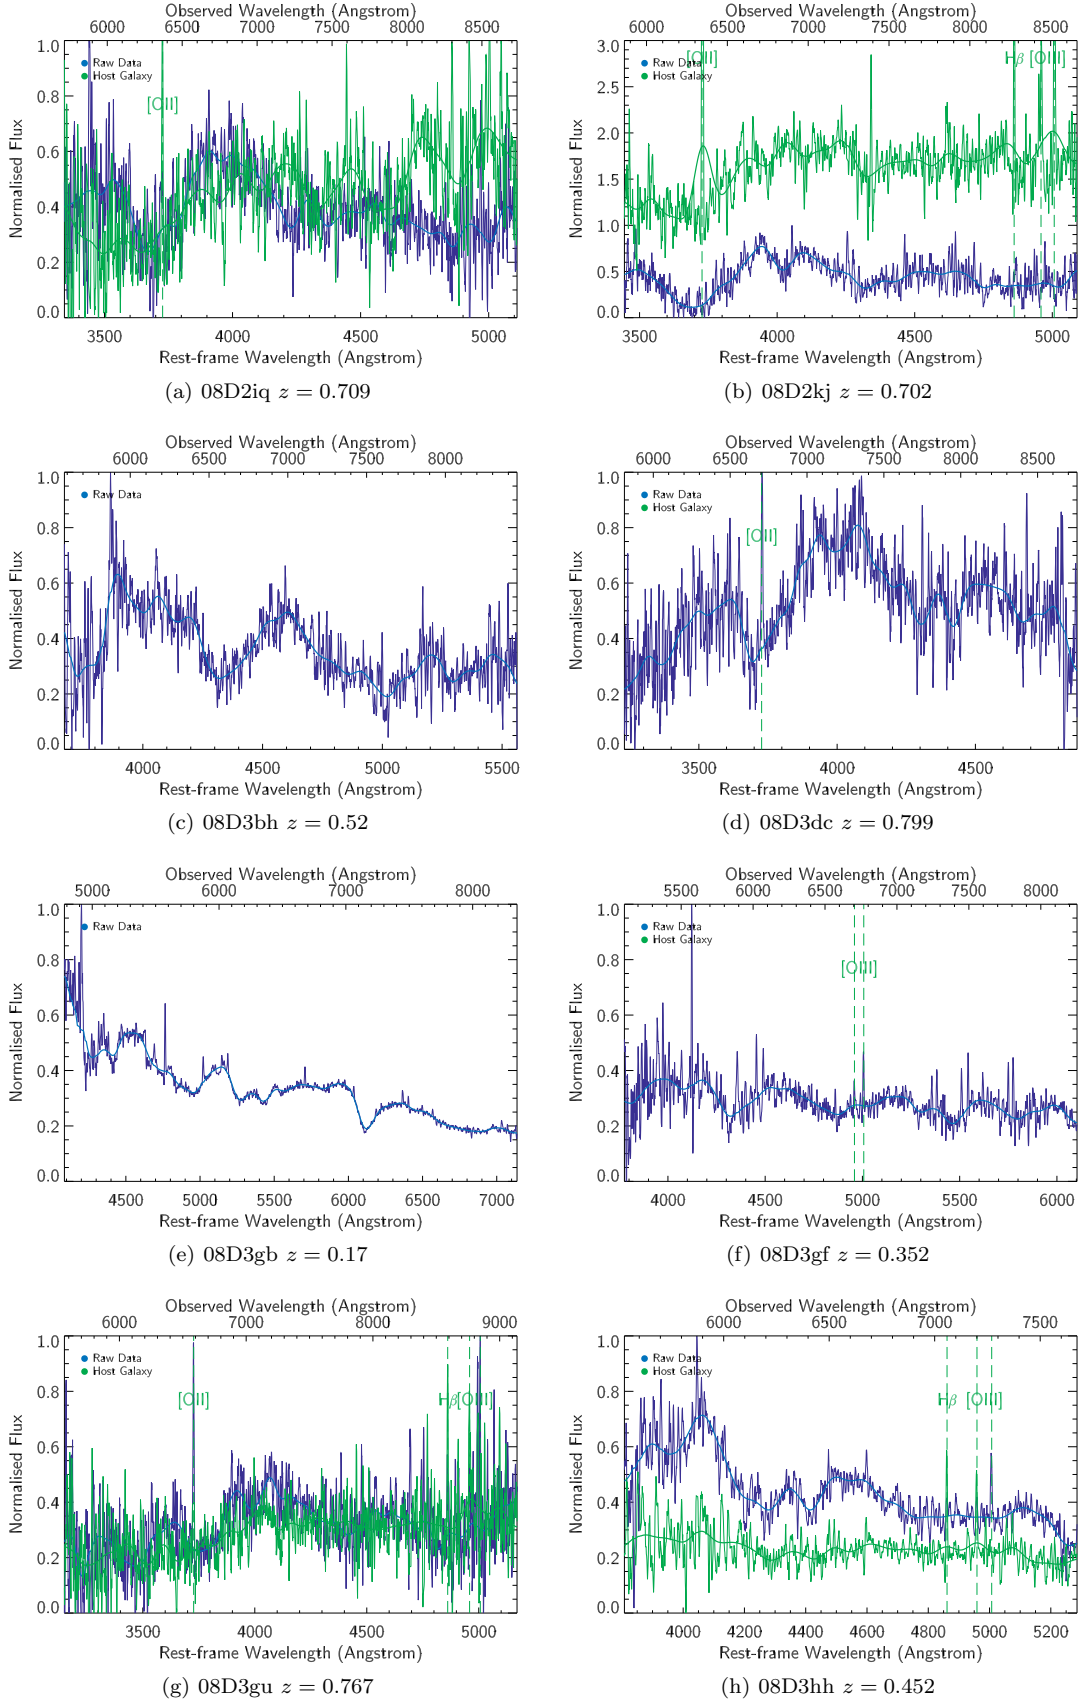 Observed Wavelength (Angstrom)
6000 6500 7000 7500 8000 8500
1.0
Raw Data
Host Galaxy
[OII]
0.8
0.6
0.4
0.2
0.0
Normalised Flux
3500 4000 4500 5000
Rest-frame Wavelength (Angstrom)
(a) 08D2iq z = 0.709
Observed Wavelength (Angstrom)
6000 6500 7000 7500 8000 8500
3.0
Raw Data
Host Galaxy
[OII] Hβ [OIII]
2.5
2.0
1.5
1.0
0.5
0.0
Normalised Flux
3500 4000 4500 5000
Rest-frame Wavelength (Angstrom)
(b) 08D2kj z = 0.702
Observed Wavelength (Angstrom)
6000 6500 7000 7500 8000
1.0
Raw Data
0.8
0.6
0.4
0.2
0.0
Normalised Flux
4000 4500 5000 5500
Rest-frame Wavelength (Angstrom)
(c) 08D3bh z = 0.52
Observed Wavelength (Angstrom)
6000 6500 7000 7500 8000 8500
1.0
Raw Data
Host Galaxy
[OII]
0.8
0.6
0.4
0.2
0.0
Normalised Flux
3500 4000 4500
Rest-frame Wavelength (Angstrom)
(d) 08D3dc z = 0.799
Observed Wavelength (Angstrom)
5000 6000 7000 8000
1.0
Raw Data
0.8
0.6
0.4
0.2
0.0
Normalised Flux
4500 5000 5500 6000 6500 7000
Rest-frame Wavelength (Angstrom)
(e) 08D3gb z = 0.17
Observed Wavelength (Angstrom)
5500 6000 6500 7000 7500 8000
1.0
Raw Data
Host Galaxy
[OIII]
0.8
0.6
0.4
0.2
0.0
Normalised Flux
4000 4500 5000 5500 6000
Rest-frame Wavelength (Angstrom)
(f) 08D3gf z = 0.352
Observed Wavelength (Angstrom)
6000 7000 8000 9000
1.0
Raw Data
Host Galaxy
[OII] Hβ [OIII]
0.8
0.6
0.4
0.2
0.0
Normalised Flux
3500 4000 4500 5000
Rest-frame Wavelength (Angstrom)
(g) 08D3gu z = 0.767
Observed Wavelength (Angstrom)
6000 6500 7000 7500
1.0
Raw Data
Host Galaxy
Hβ [OIII]
0.8
0.6
0.4
0.2
0.0
Normalised Flux
4000 4200 4400 4600 4800 5000 5200
Rest-frame Wavelength (Angstrom)
(h) 08D3hh z = 0.452